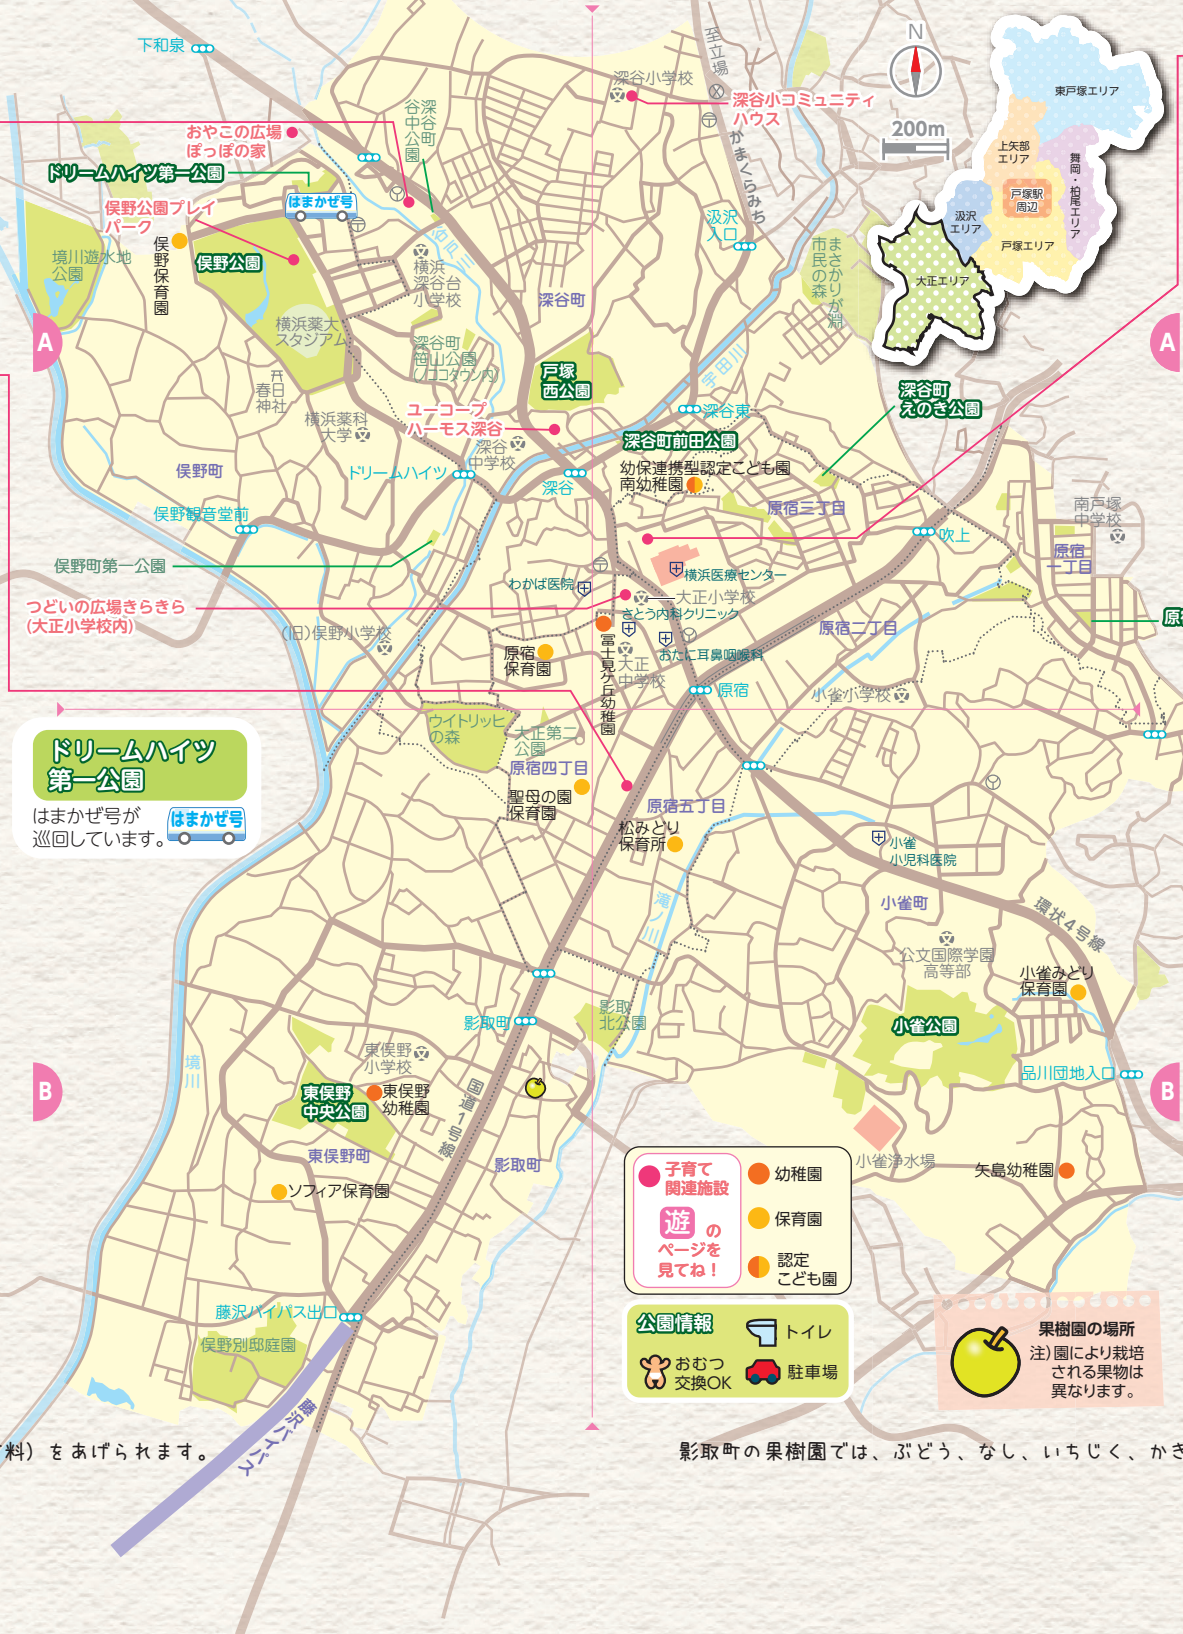 下和泉
至立場
深谷小学校
深谷小コミュニティ
ハウス
N
200m
東戸塚エリア
上矢部
エリア
舞岡・柏尾エリア
戸塚駅
周辺
汲沢
エリア
戸塚エリア
大正エリア
おやこの広場
ぽっぽの家
深谷町
谷中公園
かまくらみち
ドリームハイツ第一公園
はまかぜ号
俣野公園プレイ
パーク
汲沢
入口
俣野保育園
境川遊水地
公園
俣野公園
横浜
深谷台
小学校
まさかりが淵
市民の森
深谷町
A
A
横浜薬大
スタジアム
深谷町
笹山公園
(ノココタウン内)
宇田川
戸塚
西公園
春日
神社
横浜薬科
大学
ユーコープ
ハーモス深谷
深谷東
深谷町
えのき公園
深谷
中学校
深谷町前田公園
俣野町
ドリームハイツ
幼保連携型認定こども園
南幼稚園
深谷
原宿三丁目
南戸塚
中学校
俣野観音堂前
吹上
原宿
一丁目
俣野町第一公園
わかば医院
横浜医療センター
つどいの広場きらきら
(大正小学校内)
大正小学校
さとう内科クリニック
(旧)俣野小学校
原宿
保育園
富士見ケ丘幼稚園
大正
中学校
おたに耳鼻咽喉科
原宿二丁目
原宿
小雀小学校
ウイトリッヒ
の森
大正第二
公園
ドリームハイツ
第一公園
はまかぜ号が
巡回しています。
はまかぜ号
原宿四丁目
聖母の園
保育園
原宿五丁目
松みどり
保育所
小雀
小児科医院
滝ノ川
小雀町
環状4号線
公文国際学園
高等部
小雀みどり
保育園
影取町
影取
北公園
小雀公園
境川
東俣野
小学校
品川団地入口
B
B
東俣野
中央公園
東俣野
幼稚園
国道1号線
東俣野町
影取町
小雀浄水場
矢島幼稚園
ソフィア保育園
子育て
関連施設
遊の
ページを
見てね！
幼稚園
保育園
認定
こども園
藤沢バイパス出口
俣野別邸庭園
公園情報
トイレ
おむつ
交換OK
駐車場
果樹園の場所
注)園により栽培
される果物は
異なります。
藤沢バイパス
料）をあげられます。
影取町の果樹園では、ぶどう、なし、いちじく、かき